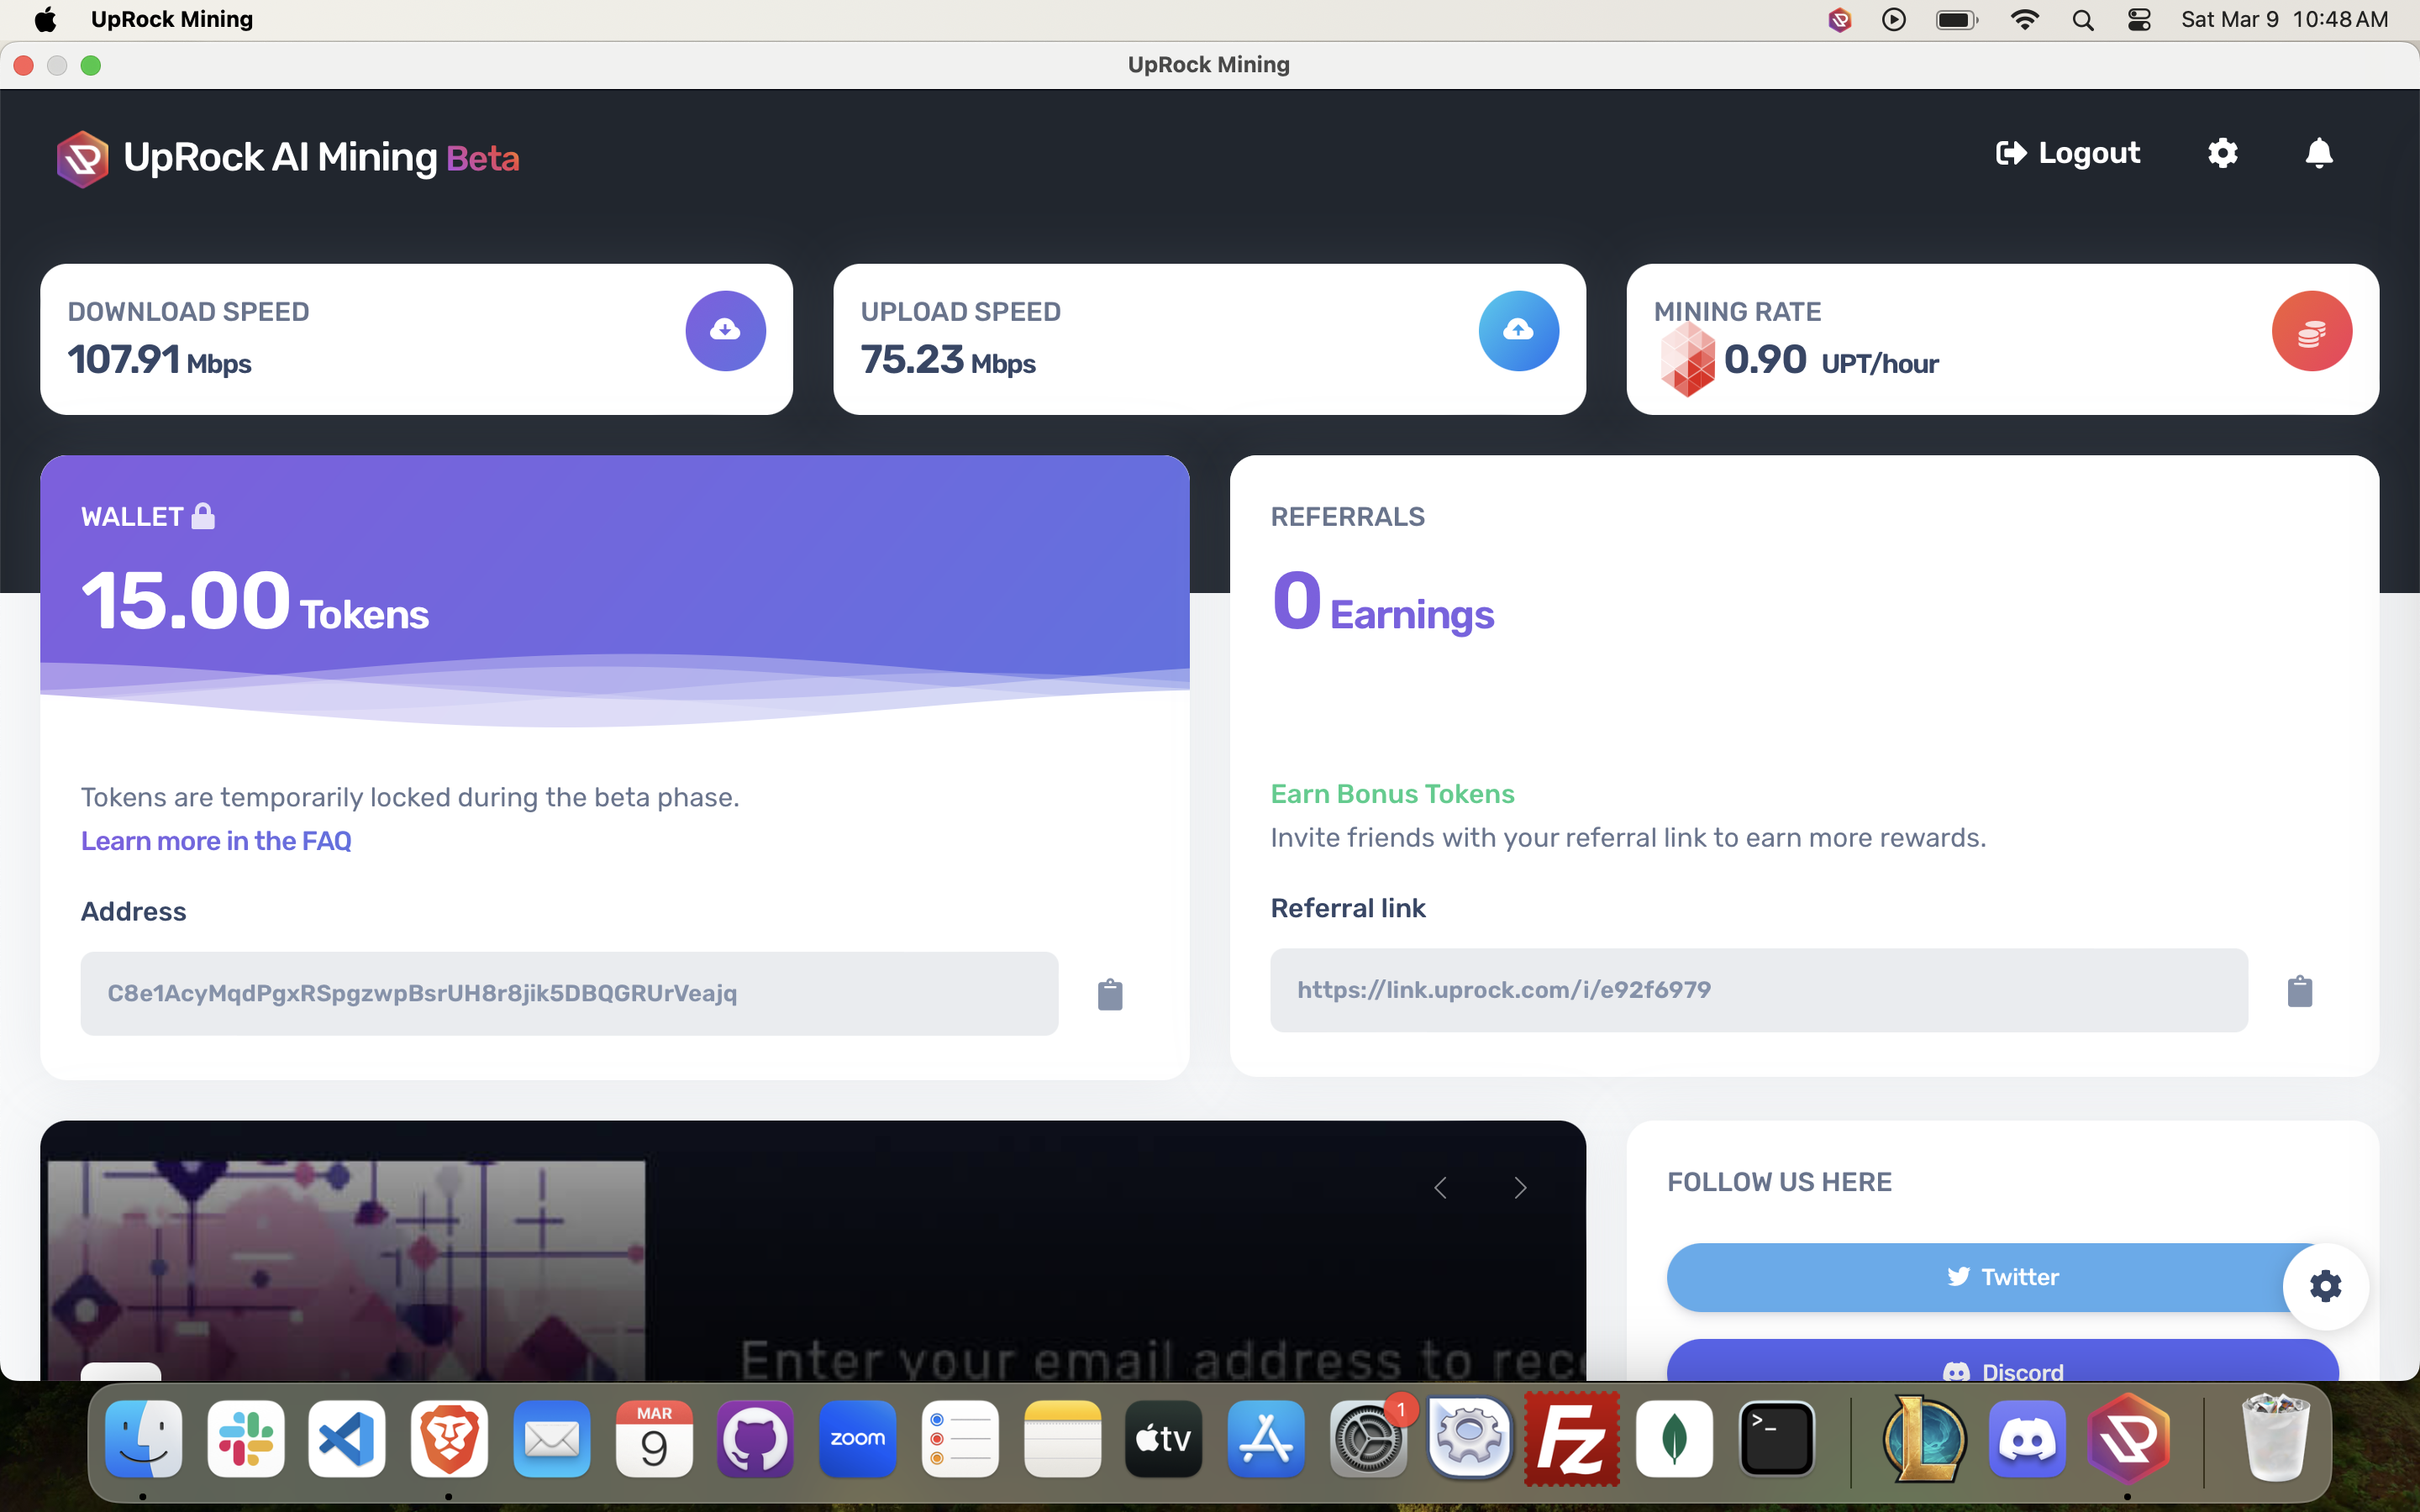 UpRock Mining
Sat Mar 9 10:48 AM
UpRock Mining
UpRock AI Mining Beta
Logout
DOWNLOAD SPEED
107.91 Mbps
UPLOAD SPEED
75.23 Mbps
MINING RATE
0.90 UPT/hour
WALLET
15.00 Tokens
Tokens are temporarily locked during the beta phase.
Learn more in the FAQ
Address
C8e1AcyMqdPgxRSpgzwpBsrUH8r8jik5DBQGRUrVeajq
REFERRALS
0 Earnings
Earn Bonus Tokens
Invite friends with your referral link to earn more rewards.
Referral link
https://link.uprock.com/i/e92f6979
Enter your email address to rec
FOLLOW US HERE
Twitter
Discord
MAR
9
zoom
tv
1
Fz
>_